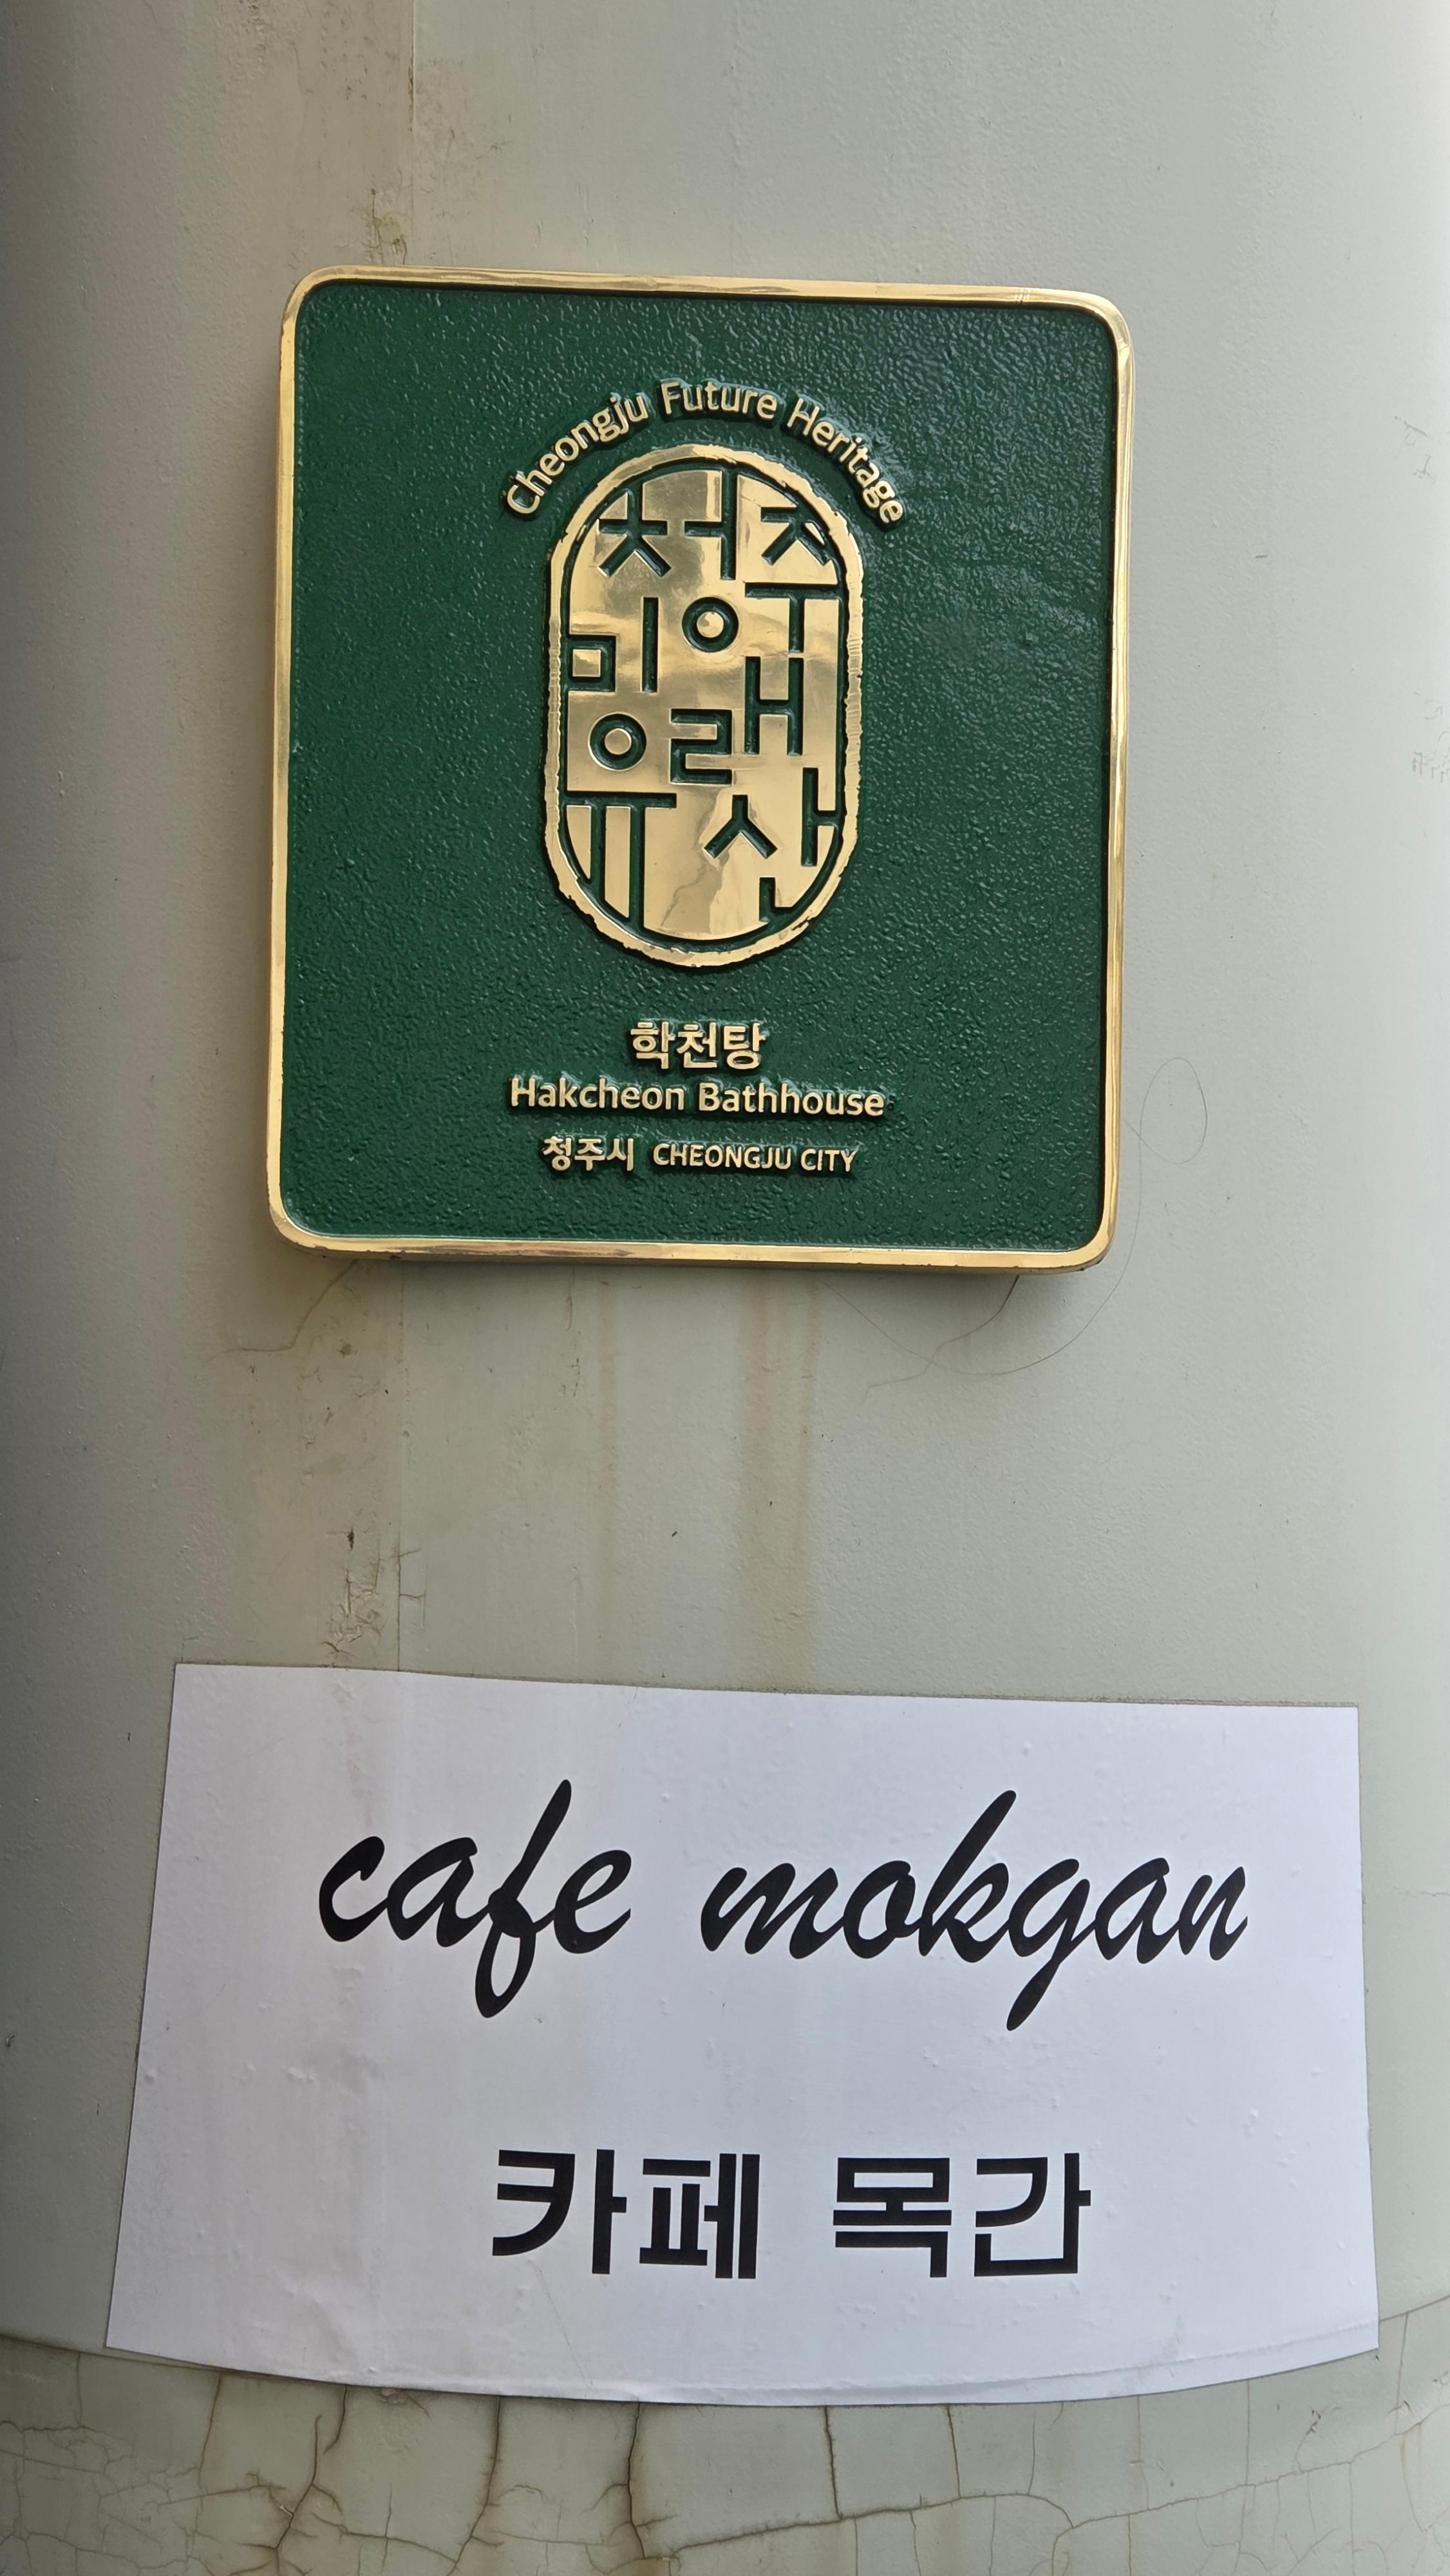 Cheongju Future Heritage
청주
미래
유산
학천탕
Hakcheon Bathhouse
청주시 CHEONGJU CITY
cafe mokgan
카페 목간